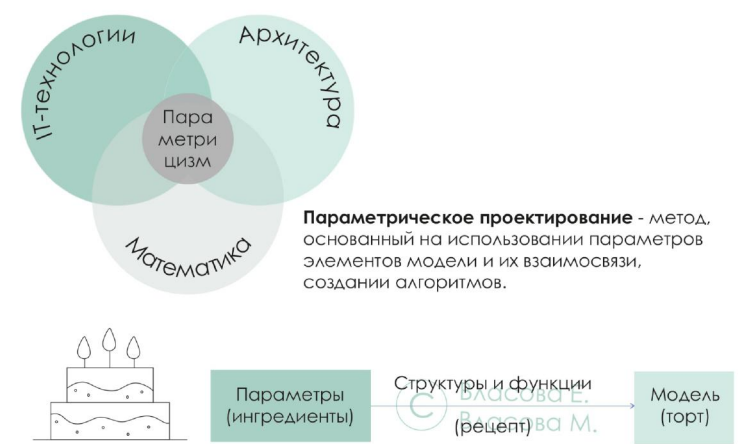 IT-технологии
Архитектура
Пара
метри
цизм
Математика
Параметрическое проектирование - метод,
основанный на использовании параметров
элементов модели и их взаимосвязи,
создании алгоритмов.
Параметры
(ингредиенты)
Структуры и функции
(рецепт)
© Власова Е.
Власова М.
Модель
(торт)